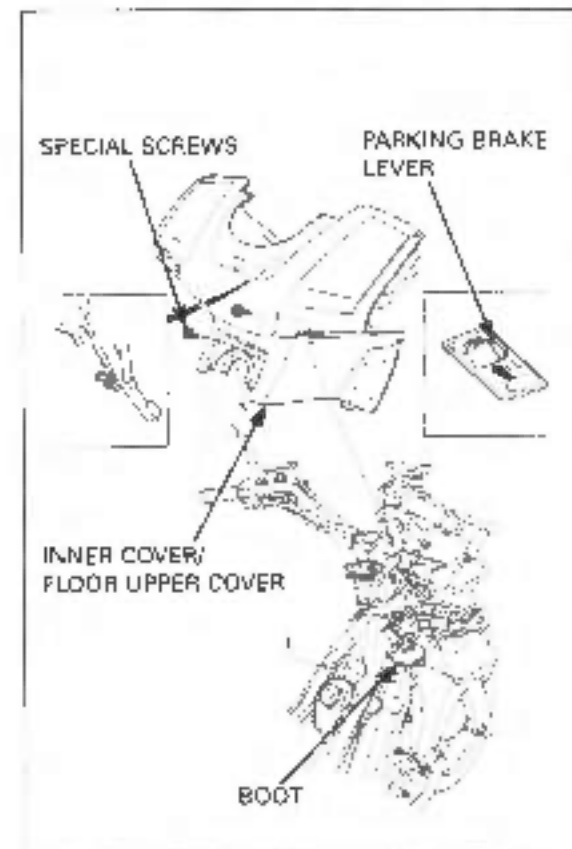 SPECIAL SCREWS
PARKING BRAKE
LEVER
INNER COVER/
FLOOR UPPER COVER
BOOT